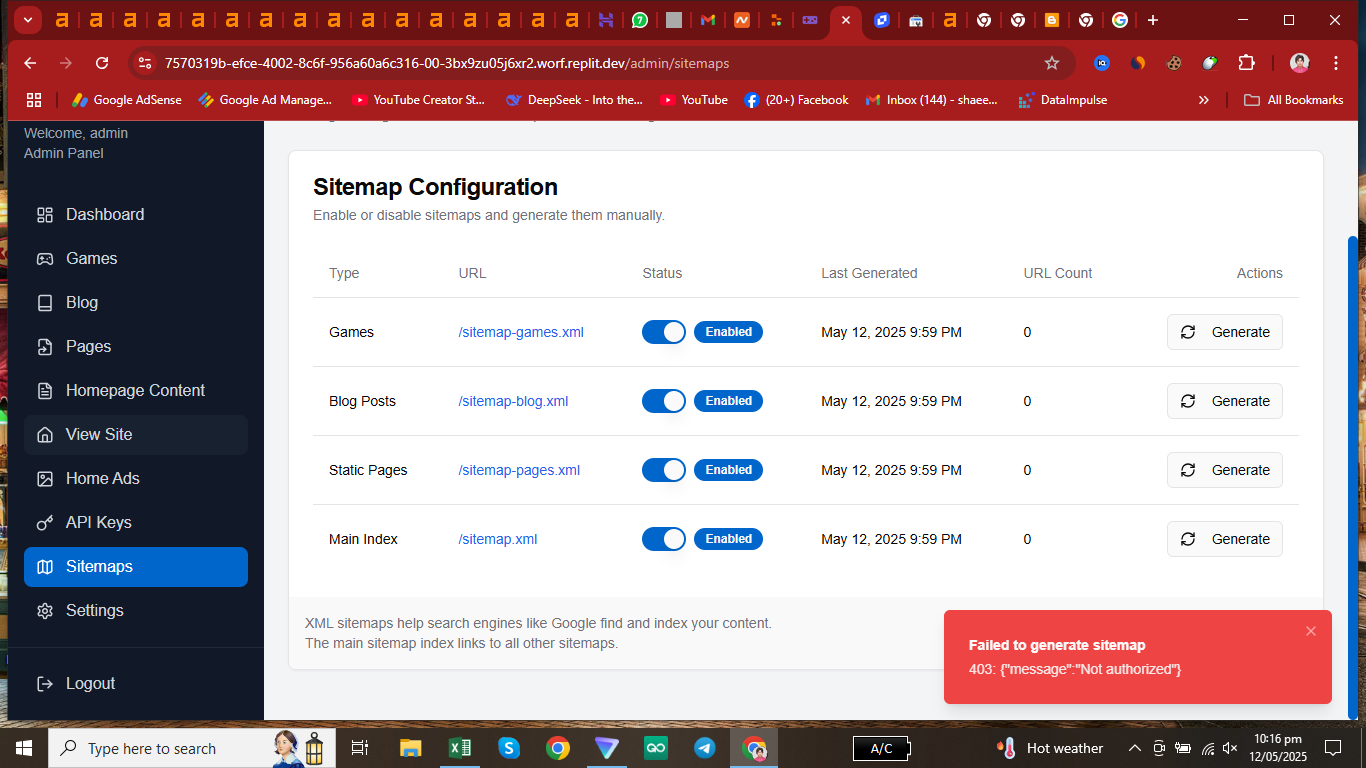 7570319b-efce-4002-8c6f-956a60a6c316-00-3bx9zu05j6xr2.worf.replit.dev/admin/sitemaps
Google AdSense
Google Ad Manage...
YouTube Creator St...
DeepSeek - Into the...
YouTube
(20+) Facebook
Inbox (144) - shaee...
DataImpulse
»
All Bookmarks
Welcome, admin
Admin Panel
Dashboard
Games
Blog
Pages
Homepage Content
View Site
Home Ads
API Keys
Sitemaps
Settings
Logout
Sitemap Configuration
Enable or disable sitemaps and generate them manually.
Type URL Status Last Generated URL Count Actions
Games /sitemap-games.xml Enabled May 12, 2025 9:59 PM 0 Generate
Blog Posts /sitemap-blog.xml Enabled May 12, 2025 9:59 PM 0 Generate
Static Pages /sitemap-pages.xml Enabled May 12, 2025 9:59 PM 0 Generate
Main Index /sitemap.xml Enabled May 12, 2025 9:59 PM 0 Generate
XML sitemaps help search engines like Google find and index your content.
The main sitemap index links to all other sitemaps.
Failed to generate sitemap
403: {"message":"Not authorized"}
Type here to search
A/C
Hot weather
10:16 pm
12/05/2025